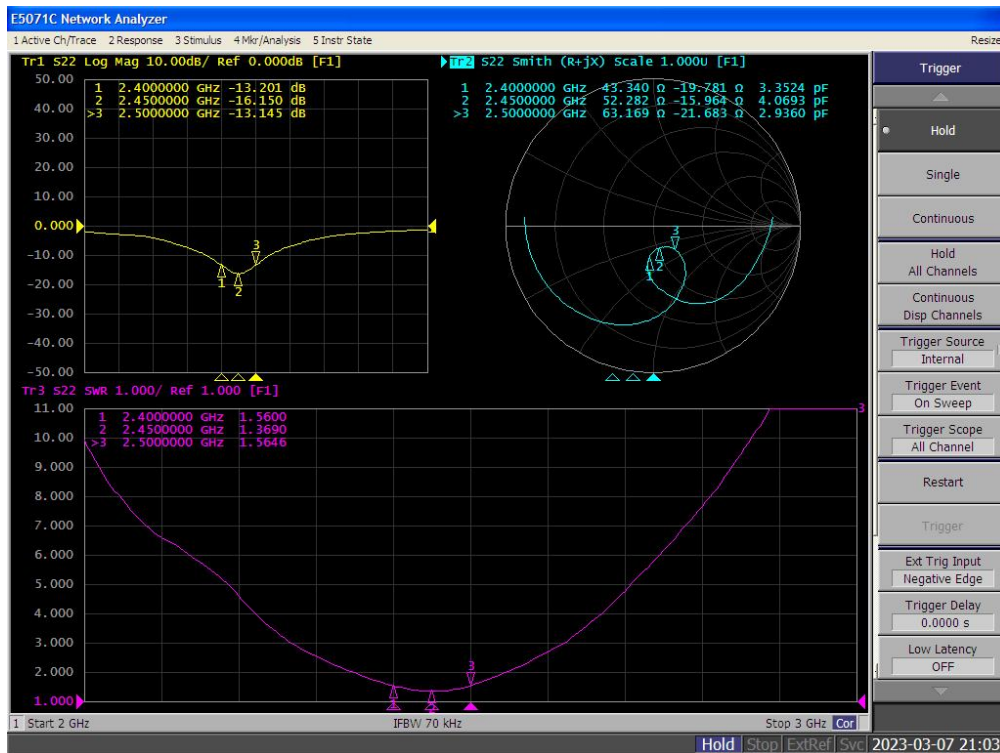 E5071C Network Analyzer
1 Active Ch/Trace 2 Response 3 Stimulus 4 Mkr/Analysis 5 Instr State
Resize
Tr1 S22 Log Mag 10.00dB/ Ref 0.000dB [F1]
50.00
40.00
30.00
20.00
10.00
0.000
-10.00
-20.00
-30.00
-40.00
-50.00
1 2.4000000 GHz -13.201 dB
2 2.4500000 GHz -16.150 dB
>3 2.5000000 GHz -13.145 dB
1
2
3
Tr2 S22 Smith (R+jX) Scale 1.000U [F1]
1 2.4000000 GHz 43.340 Ω -19.781 Ω 3.3524 pF
2 2.4500000 GHz 52.282 Ω -15.964 Ω 4.0693 pF
>3 2.5000000 GHz 63.169 Ω -21.683 Ω 2.9360 pF
1
2
3
Tr3 S22 SWR 1.000/ Ref 1.000 [F1]
11.00
10.00
9.000
8.000
7.000
6.000
5.000
4.000
3.000
2.000
1.000
1 2.4000000 GHz 1.5600
2 2.4500000 GHz 1.3690
>3 2.5000000 GHz 1.5646
3
3
1 Start 2 GHz
IFBW 70 kHz
Stop 3 GHz Cor
Trigger
Hold
Single
Continuous
Hold
All Channels
Continuous
Disp Channels
Trigger Source
Internal
Trigger Event
On Sweep
Trigger Scope
All Channel
Restart
Trigger
Ext Trig Input
Negative Edge
Trigger Delay
0.0000 s
Low Latency
OFF
Hold Stop ExtRef Svc 2023-03-07 21:03